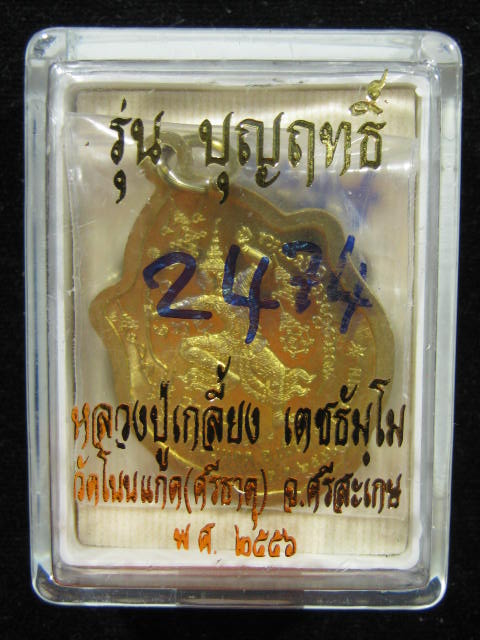 รุ่น บุญฤทธิ์
2474
หลวงปู่เกลี้ยง เตชธัมฺโม
วัดโนนแกด(ศรีธาตุ) จ.ศรีสะเกษ
พ.ศ. ๒๕๕๖